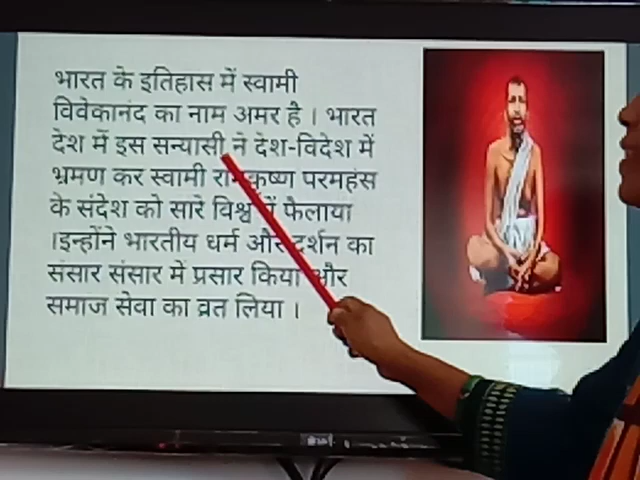 भारत के इतिहास में स्वामी
विवेकानंद का नाम अमर है । भारत
देश में इस सन्यासी ने देश-विदेश में
भ्रमण कर स्वामी रामकृष्ण परमहंस
के संदेश को सारे विश्व में फैलाया
।इन्होंने भारतीय धर्म और दर्शन का
संसार संसार में प्रसार किया और
समाज सेवा का व्रत लिया ।